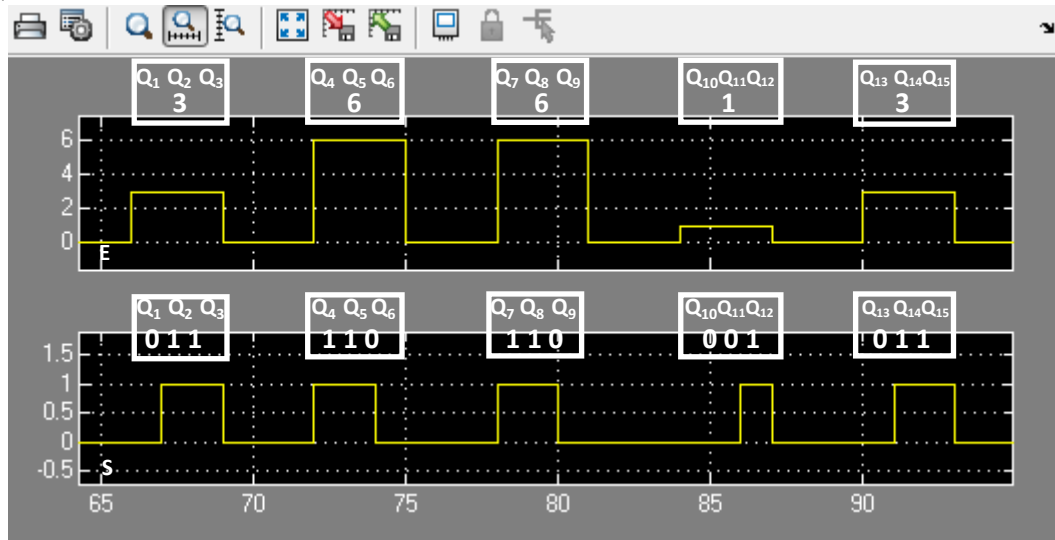 Q₁ Q₂ Q₃ Q₄ Q₅ Q₆ Q₇ Q₈ Q₉ Q₁₀Q₁₁Q₁₂ Q₁₃ Q₁₄Q₁₅
3 6 6 1 3
6
4
2
0
E
Q₁ Q₂ Q₃ Q₄ Q₅ Q₆ Q₇ Q₈ Q₉ Q₁₀Q₁₁Q₁₂ Q₁₃ Q₁₄Q₁₅
0 1 1 1 1 0 1 1 0 0 0 1 0 1 1
1.5
1
0.5
0
-0.5
S
65 70 75 80 85 90